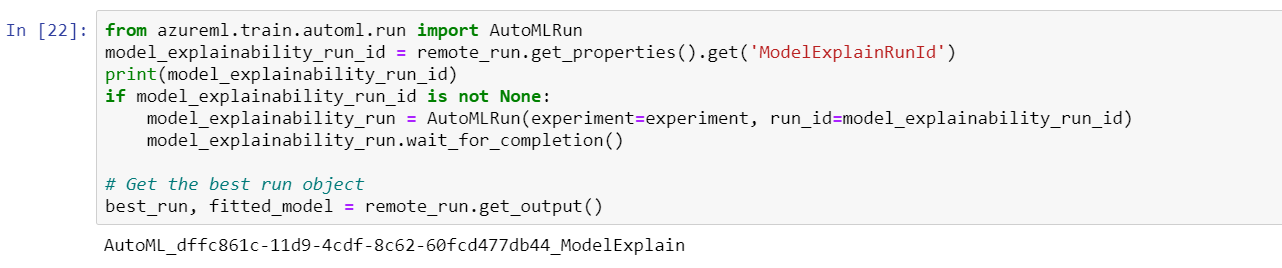 In [22]: from azureml.train.automl.run import AutoMLRun
model_explainability_run_id = remote_run.get_properties().get('ModelExplainRunId')
print(model_explainability_run_id)
if model_explainability_run_id is not None:
    model_explainability_run = AutoMLRun(experiment=experiment, run_id=model_explainability_run_id)
    model_explainability_run.wait_for_completion()
# Get the best run object
best_run, fitted_model = remote_run.get_output()
AutoML_dffc861c-11d9-4cdf-8c62-60fcd477db44_ModelExplain